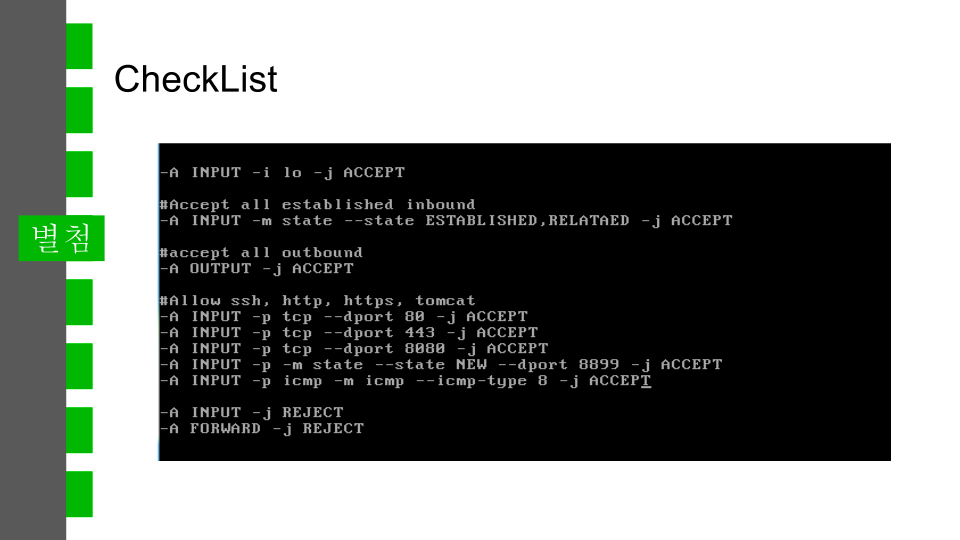 CheckList
별첨
-A INPUT -i lo -j ACCEPT
#Accept all established inbound
-A INPUT -m state --state ESTABLISHED,RELATAED -j ACCEPT
#accept all outbound
-A OUTPUT -j ACCEPT
#Allow ssh, http, https, tomcat
-A INPUT -p tcp --dport 80 -j ACCEPT
-A INPUT -p tcp --dport 443 -j ACCEPT
-A INPUT -p tcp --dport 8080 -j ACCEPT
-A INPUT -p -m state --state NEW --dport 8899 -j ACCEPT
-A INPUT -p icmp -m icmp --icmp-type 8 -j ACCEPT
-A INPUT -j REJECT
-A FORWARD -j REJECT